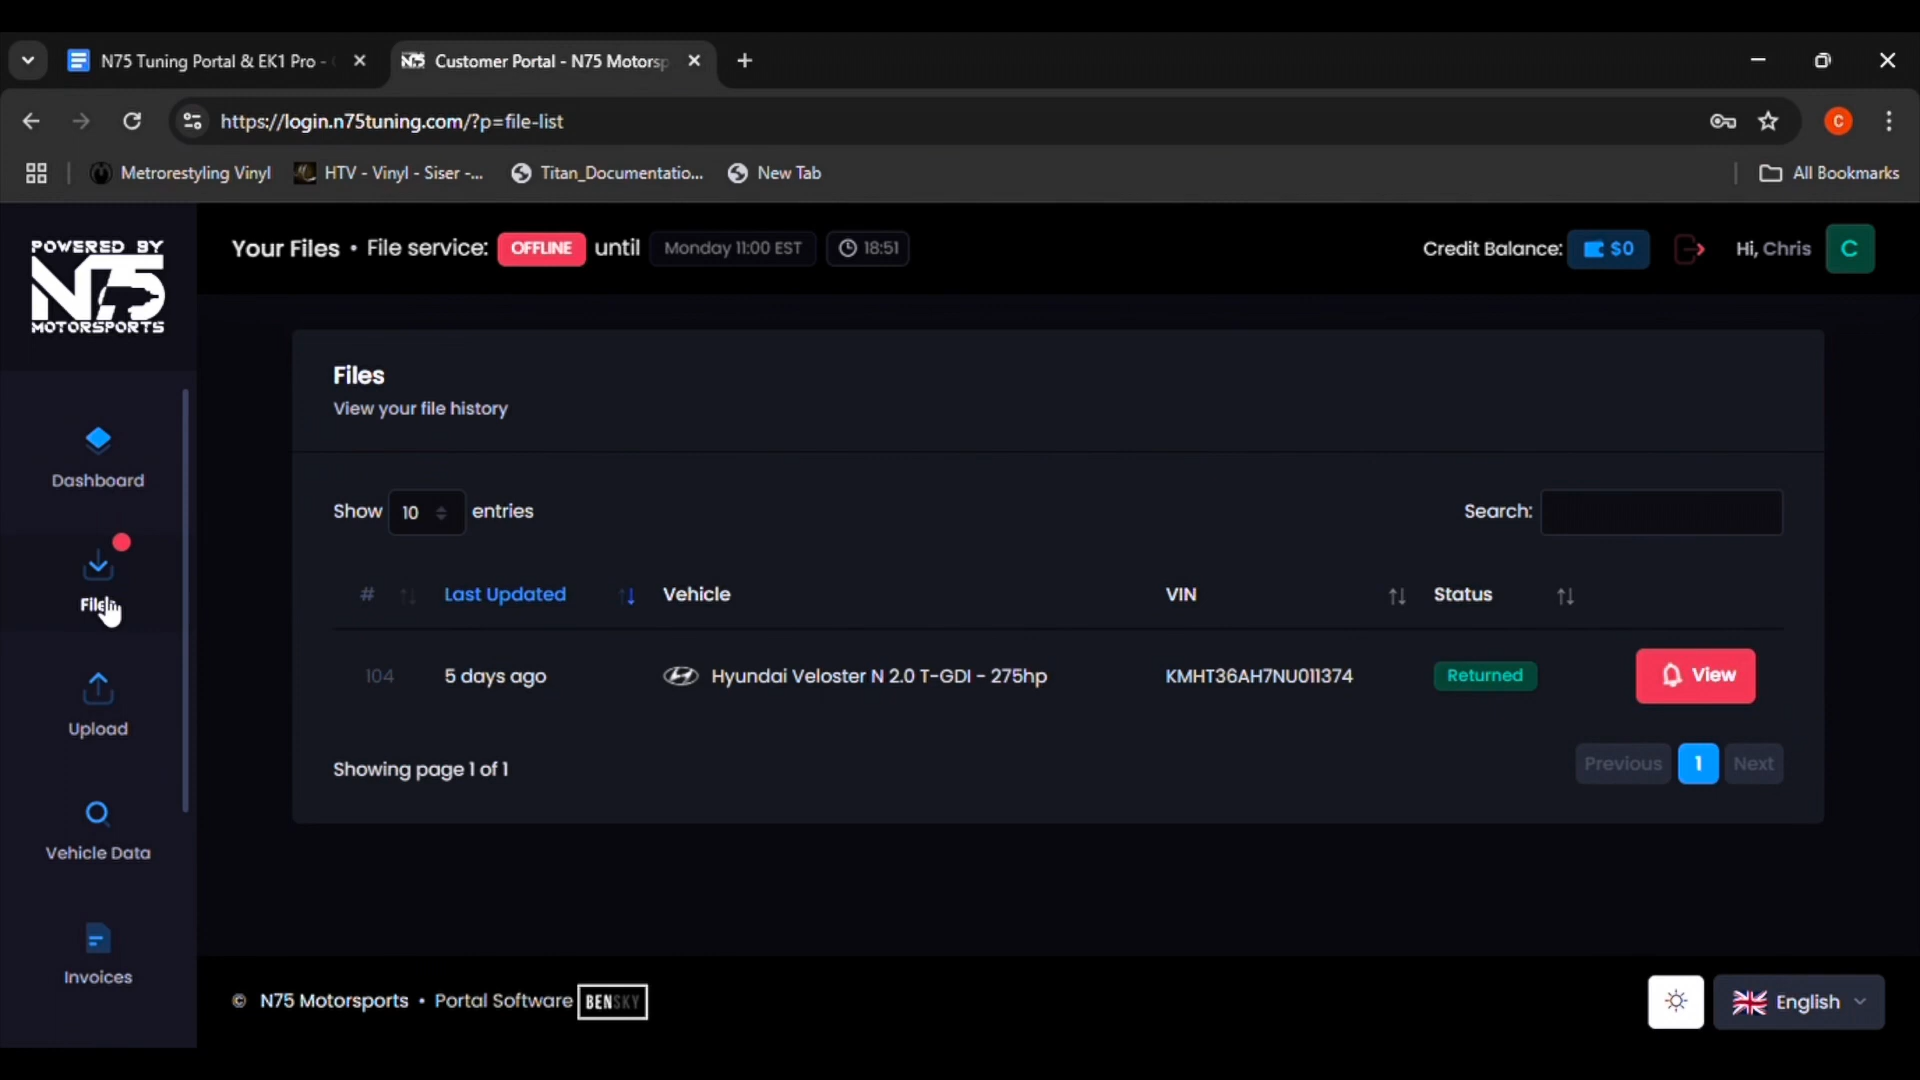 N75 Tuning Portal & EK1 Pro -
Customer Portal - N75 Motorsp
https://login.n75tuning.com/?p=file-list
C
Metrorestyling Vinyl
HTV - Vinyl - Siser -...
Titan_Documentatio...
New Tab
All Bookmarks
POWERED BY
N75
MOTORSPORTS
Your Files • File service: OFFLINE until Monday 11:00 EST 18:51
Credit Balance: $0
Hi, Chris
C
Dashboard
Upload
Vehicle Data
Invoices
Files
View your file history
Show 10 entries
Search:
# Last Updated Vehicle VIN Status
104 5 days ago Hyundai Veloster N 2.0 T-GDI - 275hp KMHT36AH7NU011374 Returned View
Showing page 1 of 1
Previous 1 Next
© N75 Motorsports • Portal Software BENSKY
English